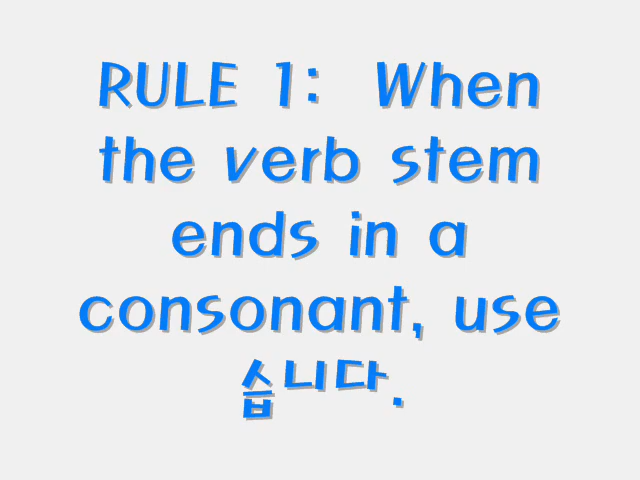 RULE 1: When
the verb stem
ends in a
consonant, use
습니다.